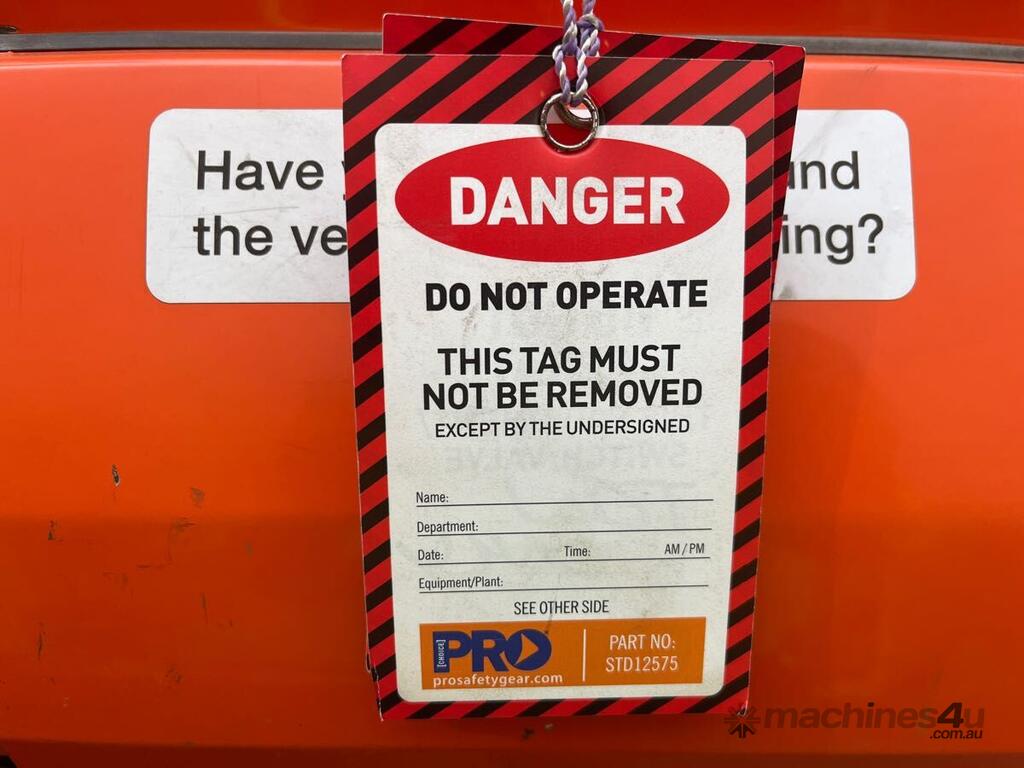 Have
und
the ve
ing?
DANGER
DO NOT OPERATE
THIS TAG MUST
NOT BE REMOVED
EXCEPT BY THE UNDERSIGNED
Name:
Department:
Date: Time: AM / PM
Equipment/Plant:
SEE OTHER SIDE
[CHOICE] PRO
prosafetygear.com
PART NO:
STD12575
machines4u
.com.au